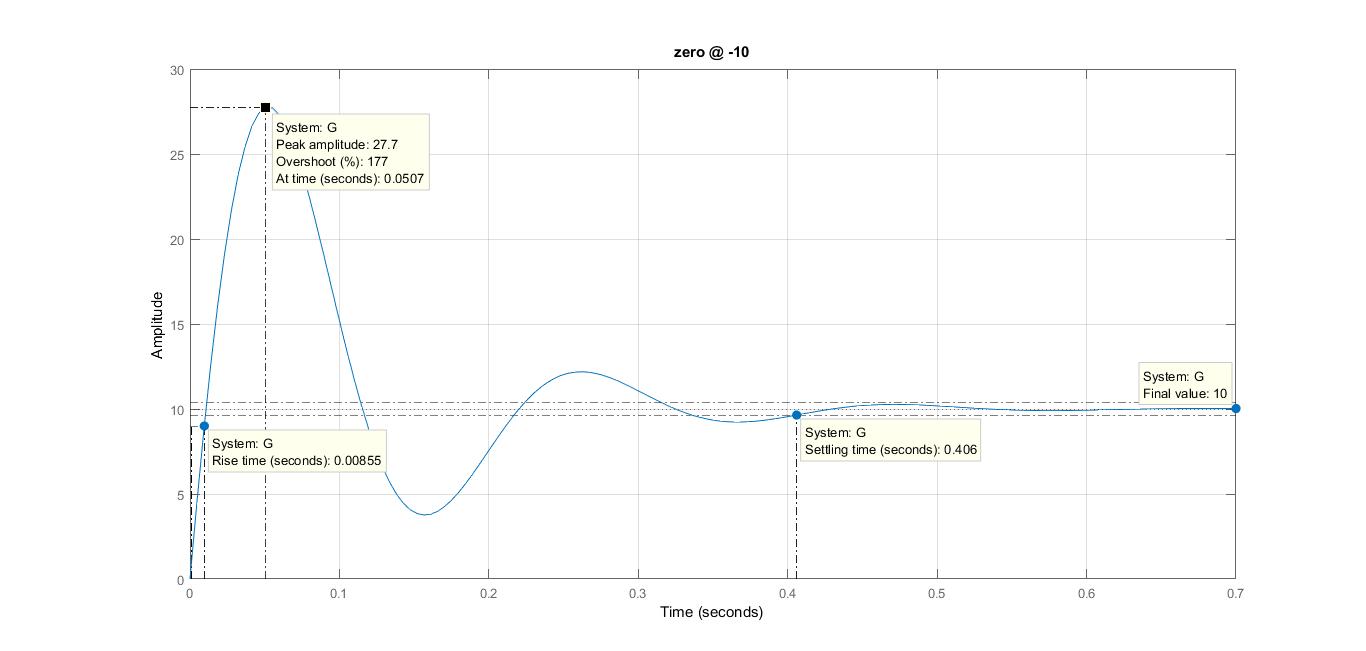 zero @ -10
30
System: G
Peak amplitude: 27.7
Overshoot (%): 177
At time (seconds): 0.0507
25
20
Amplitude
15
System: G
Final value: 10
10
System: G
Settling time (seconds): 0.406
System: G
Rise time (seconds): 0.00855
5
0
0 0.1 0.2 0.3 0.4 0.5 0.6 0.7
Time (seconds)